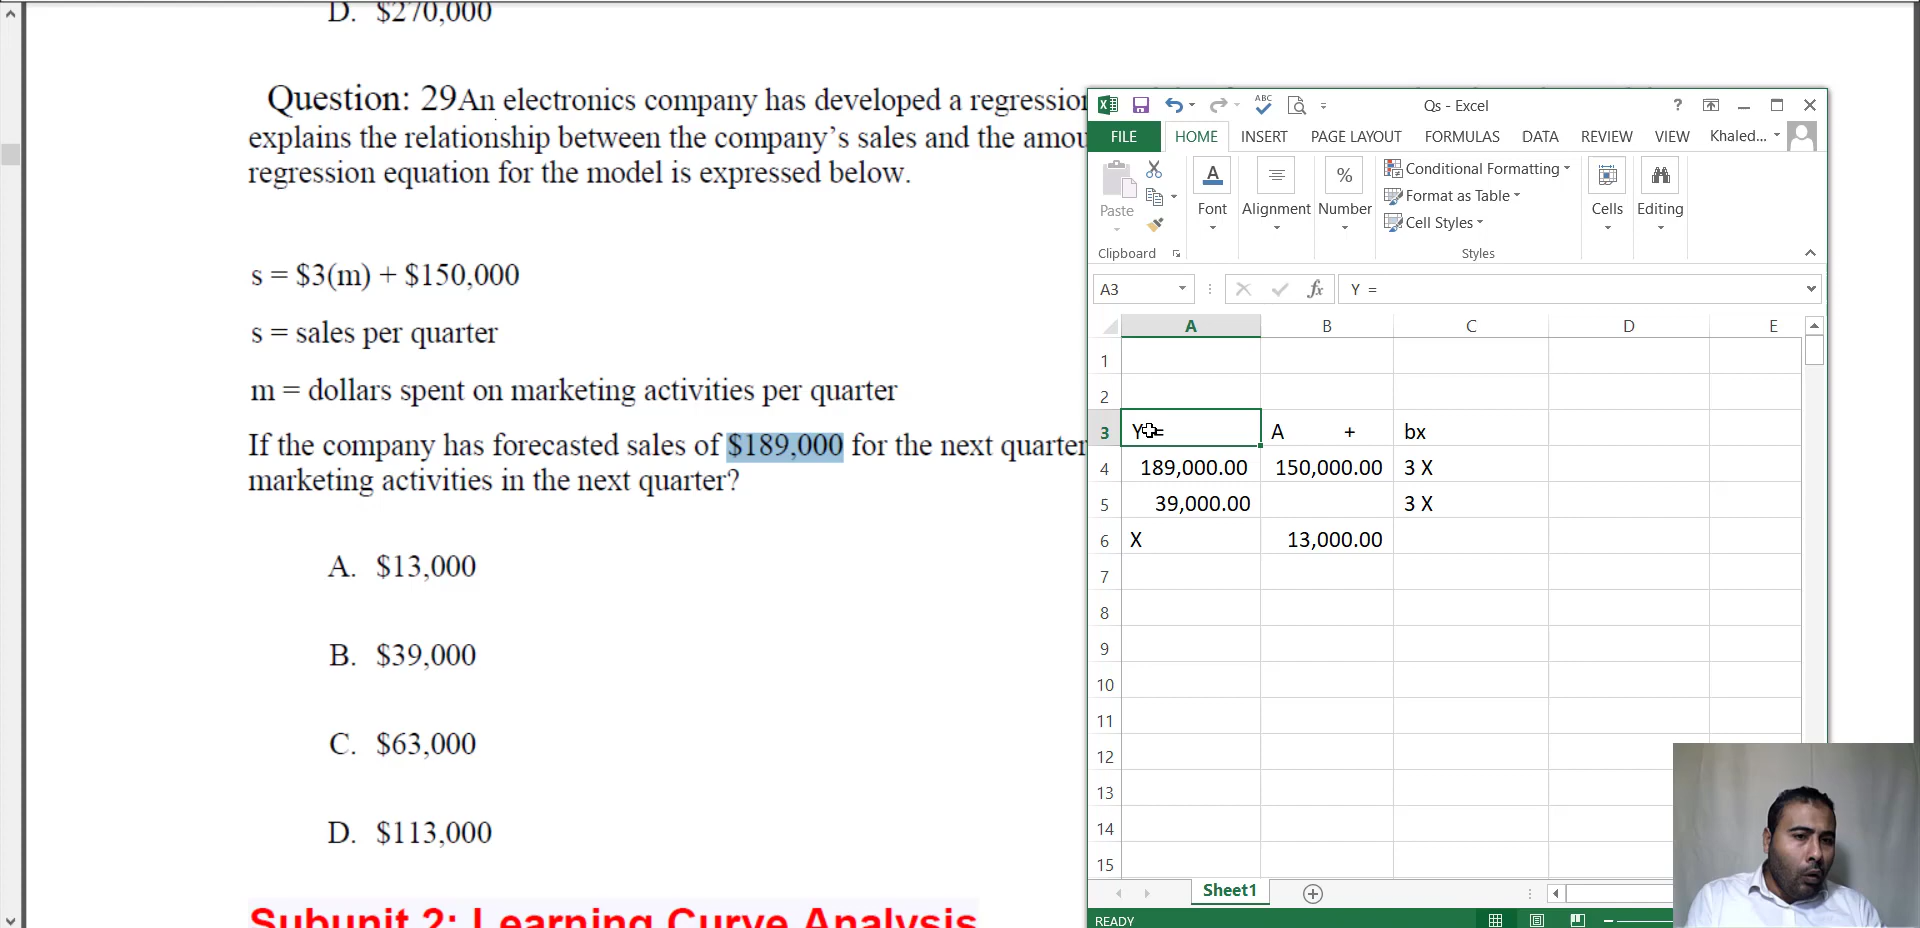 D. $270,000
Question: 29An electronics company has developed a regression
explains the relationship between the company’s sales and the amou
regression equation for the model is expressed below.
s = $3(m) + $150,000
s = sales per quarter
m = dollars spent on marketing activities per quarter
If the company has forecasted sales of $189,000 for the next quarter
marketing activities in the next quarter?
A. $13,000
B. $39,000
C. $63,000
D. $113,000
Subunit 2: Learning Curve Analysis
Qs - Excel
?
FILE HOME INSERT PAGE LAYOUT FORMULAS DATA REVIEW VIEW Khaled...
Paste
Clipboard
Font
Alignment
%
Number
Conditional Formatting
Format as Table
Cell Styles
Styles
Cells
Editing
A3 fx Y =
A B C D E
1
2
3 Y = A + bx
4 189,000.00 150,000.00 3 X
5 39,000.00 3 X
6 X 13,000.00
7
8
9
10
11
12
13
14
15
Sheet1
READY